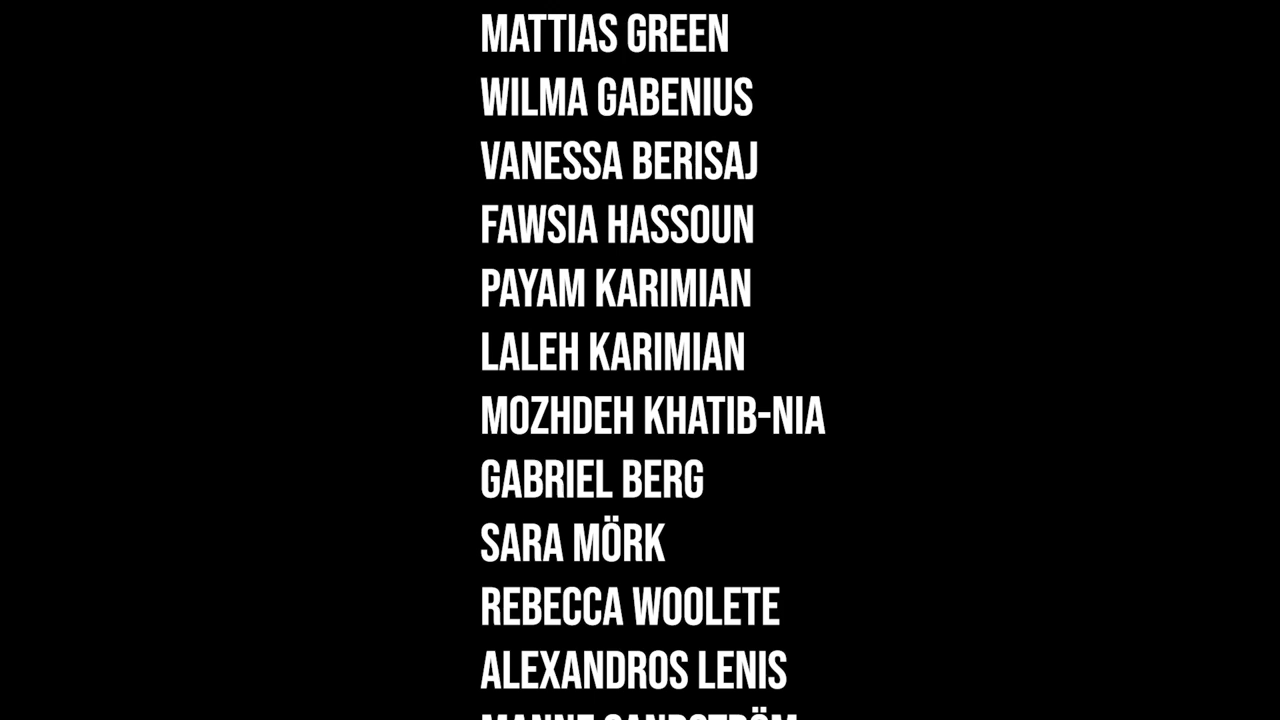 MATTIAS GREEN
WILMA GABENIUS
VANESSA BERISAJ
FAWSIA HASSOUN
PAYAM KARIMIAN
LALEH KARIMIAN
MOZHDEH KHATIB-NIA
GABRIEL BERG
SARA MÖRK
REBECCA WOOLETE
ALEXANDROS LENIS